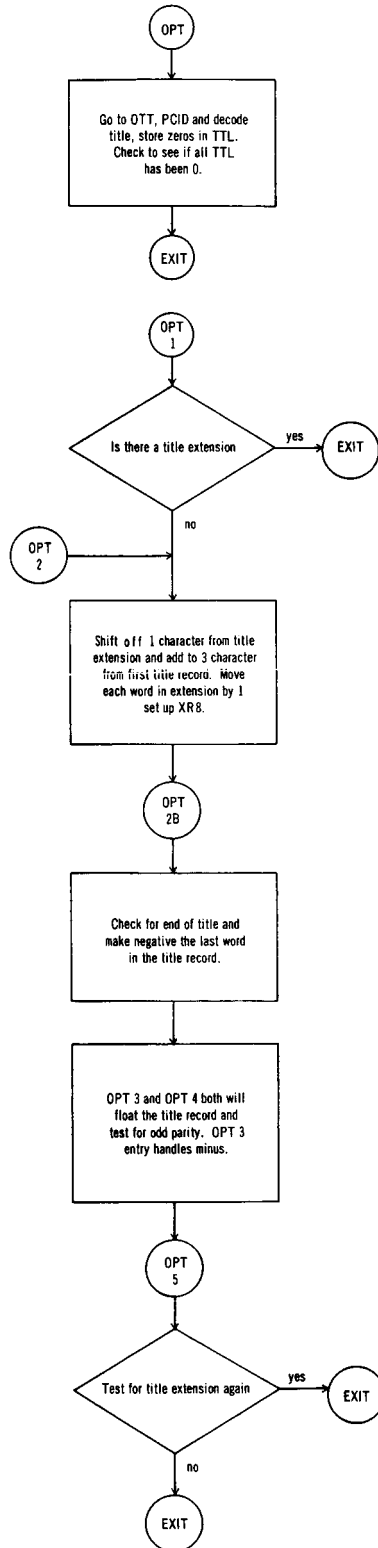 OPT
Go to OTT, PCID and decode
title, store zeros in TTL.
Check to see if all TTL
has been 0.
EXIT
OPT
1
Is there a title extension
yes
EXIT
no
OPT
2
Shift off 1 character from title
extension and add to 3 character
from first title record. Move
each word in extension by 1
set up XR8.
OPT
2B
Check for end of title and
make negative the last word
in the title record.
OPT 3 and OPT 4 both will
float the title record and
test for odd parity. OPT 3
entry handles minus.
OPT
5
Test for title extension again
yes
EXIT
no
EXIT